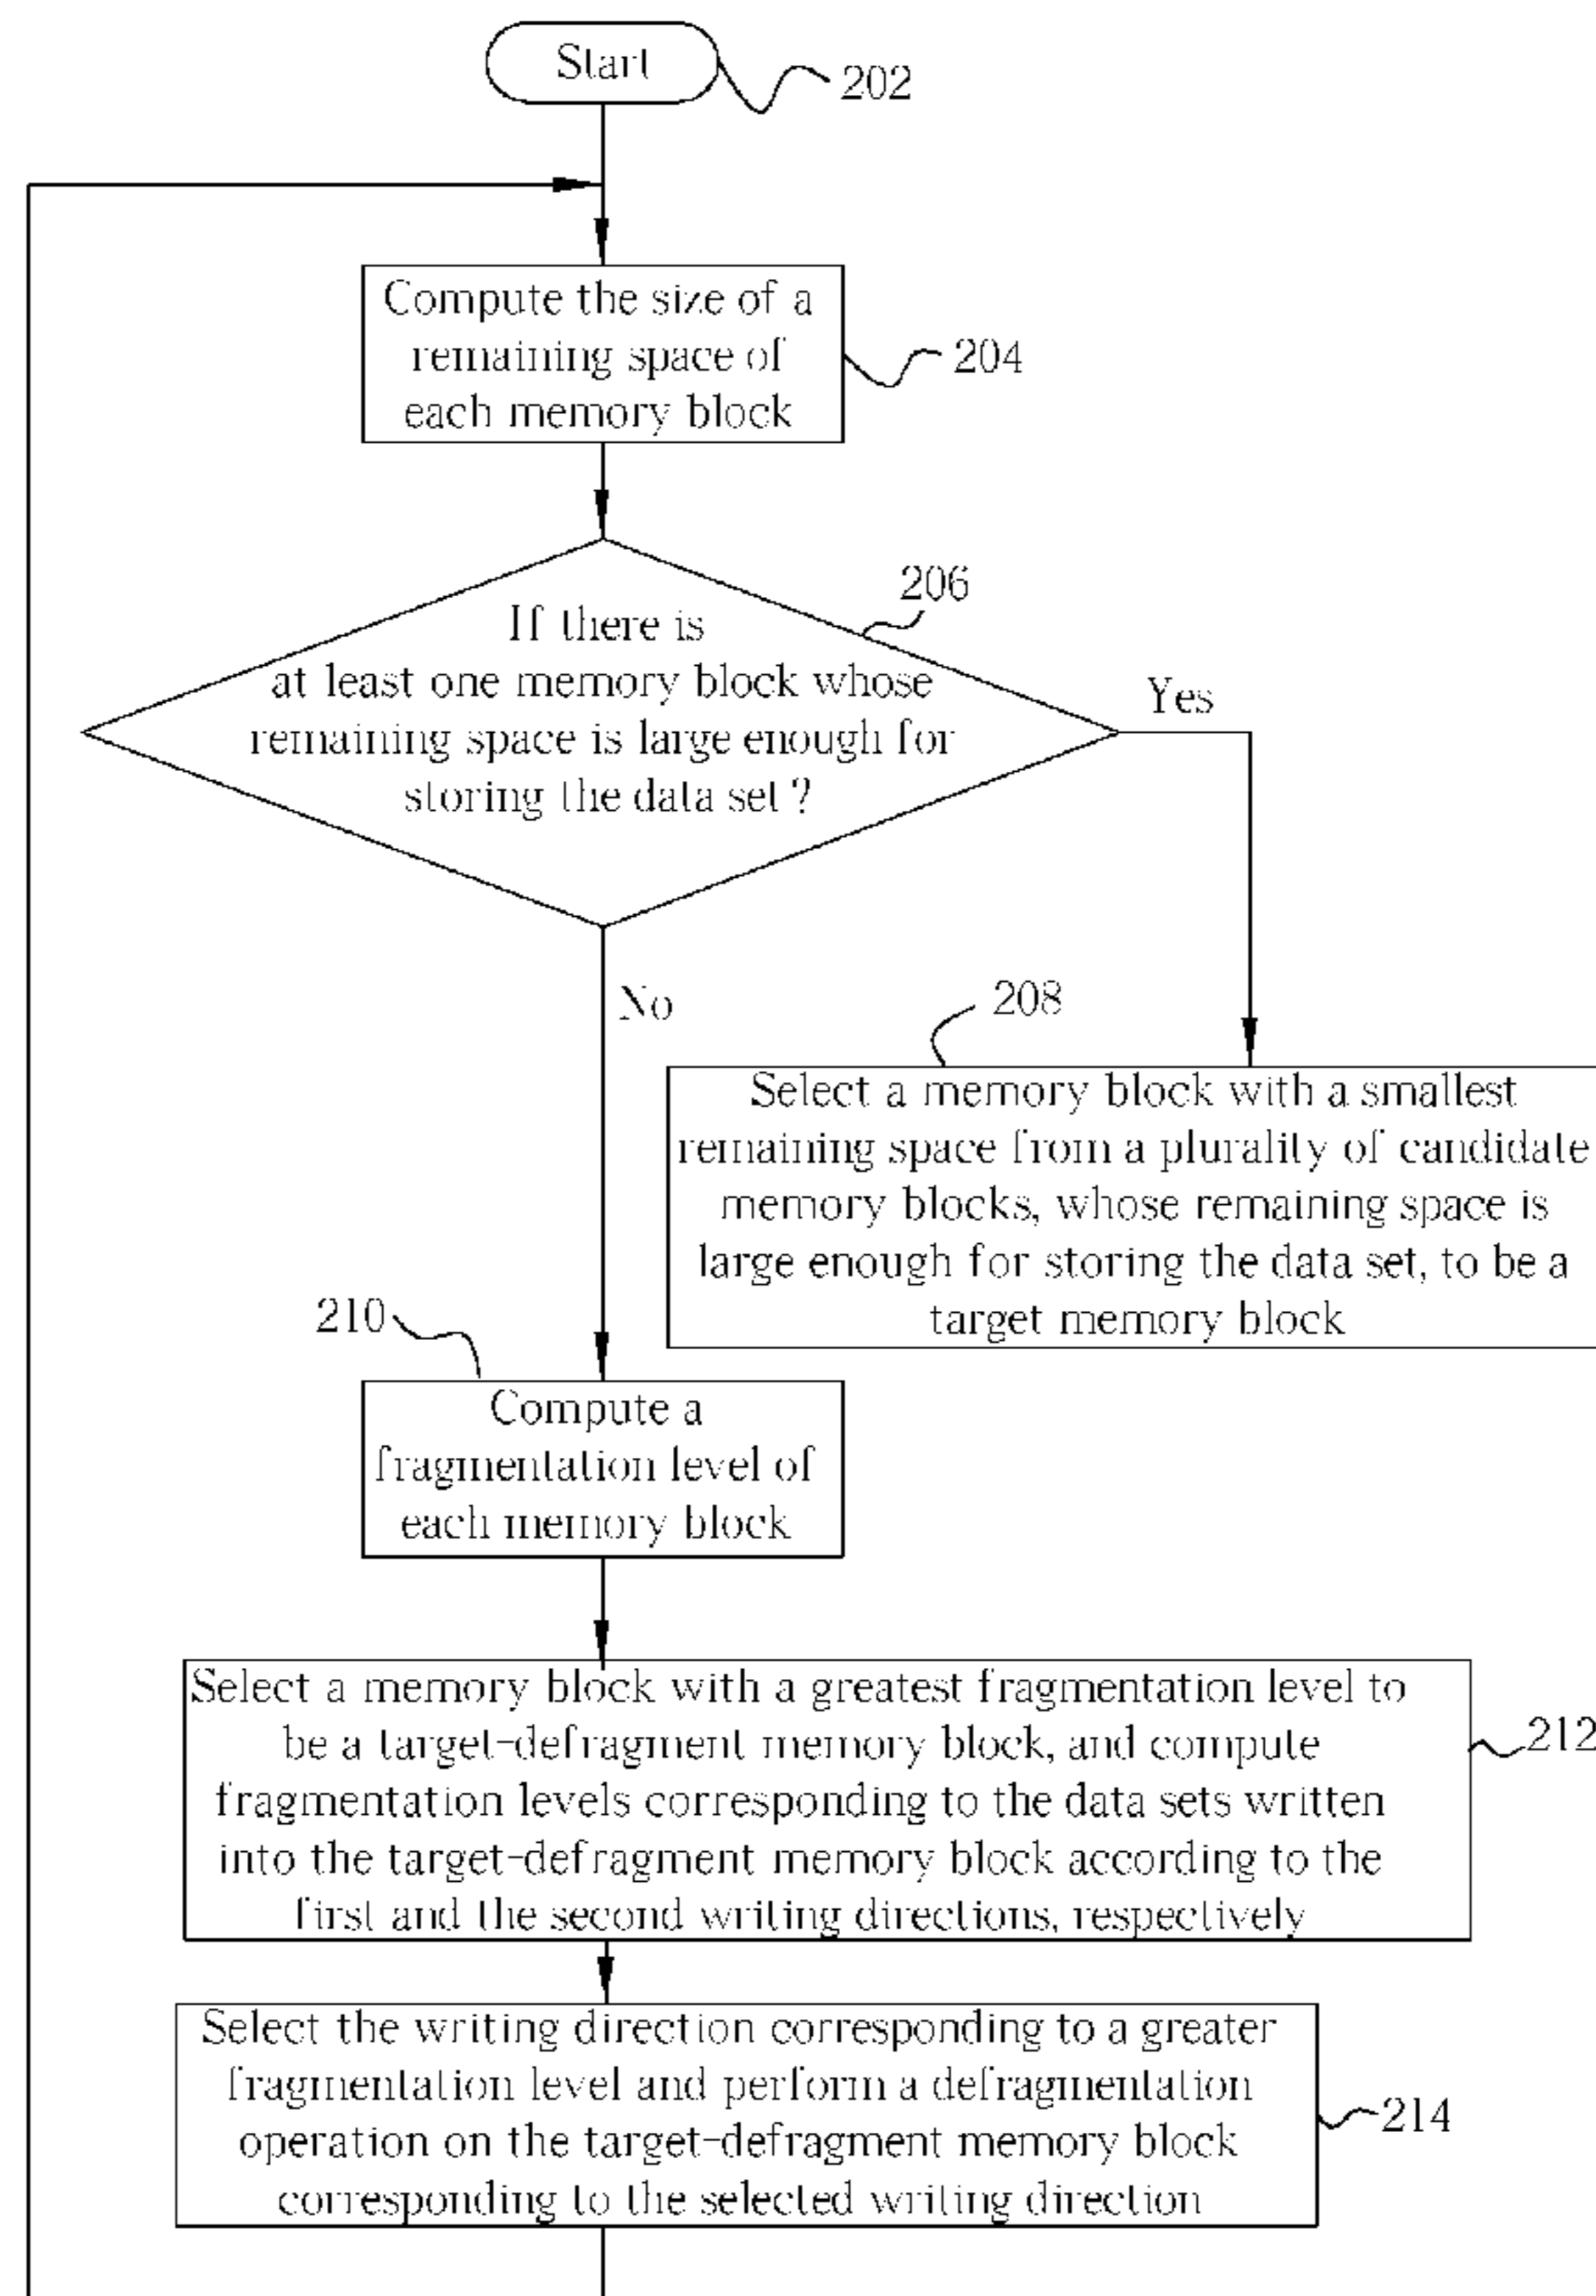 Start
202
Compute the size of a
remaining space of
each memory block
204
206
If there is
at least one memory block whose
remaining space is large enough for
storing the data set ?
Yes
No
208
Select a memory block with a smallest
remaining space from a plurality of candidate
memory blocks, whose remaining space is
large enough for storing the data set, to be a
target memory block
210
Compute a
fragmentation level of
each memory block
Select a memory block with a greatest fragmentation level to
be a target-defragment memory block, and compute
fragmentation levels corresponding to the data sets written
into the target-defragment memory block according to the
first and the second writing directions, respectively
212
Select the writing direction corresponding to a greater
fragmentation level and perform a defragmentation
operation on the target-defragment memory block
corresponding to the selected writing direction
214